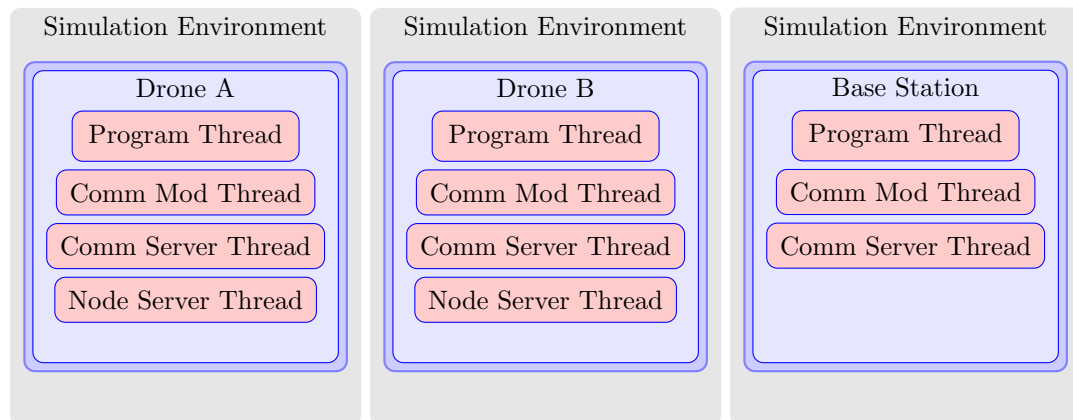 Simulation Environment
Drone A
Program Thread
Comm Mod Thread
Comm Server Thread
Node Server Thread
Simulation Environment
Drone B
Program Thread
Comm Mod Thread
Comm Server Thread
Node Server Thread
Simulation Environment
Base Station
Program Thread
Comm Mod Thread
Comm Server Thread